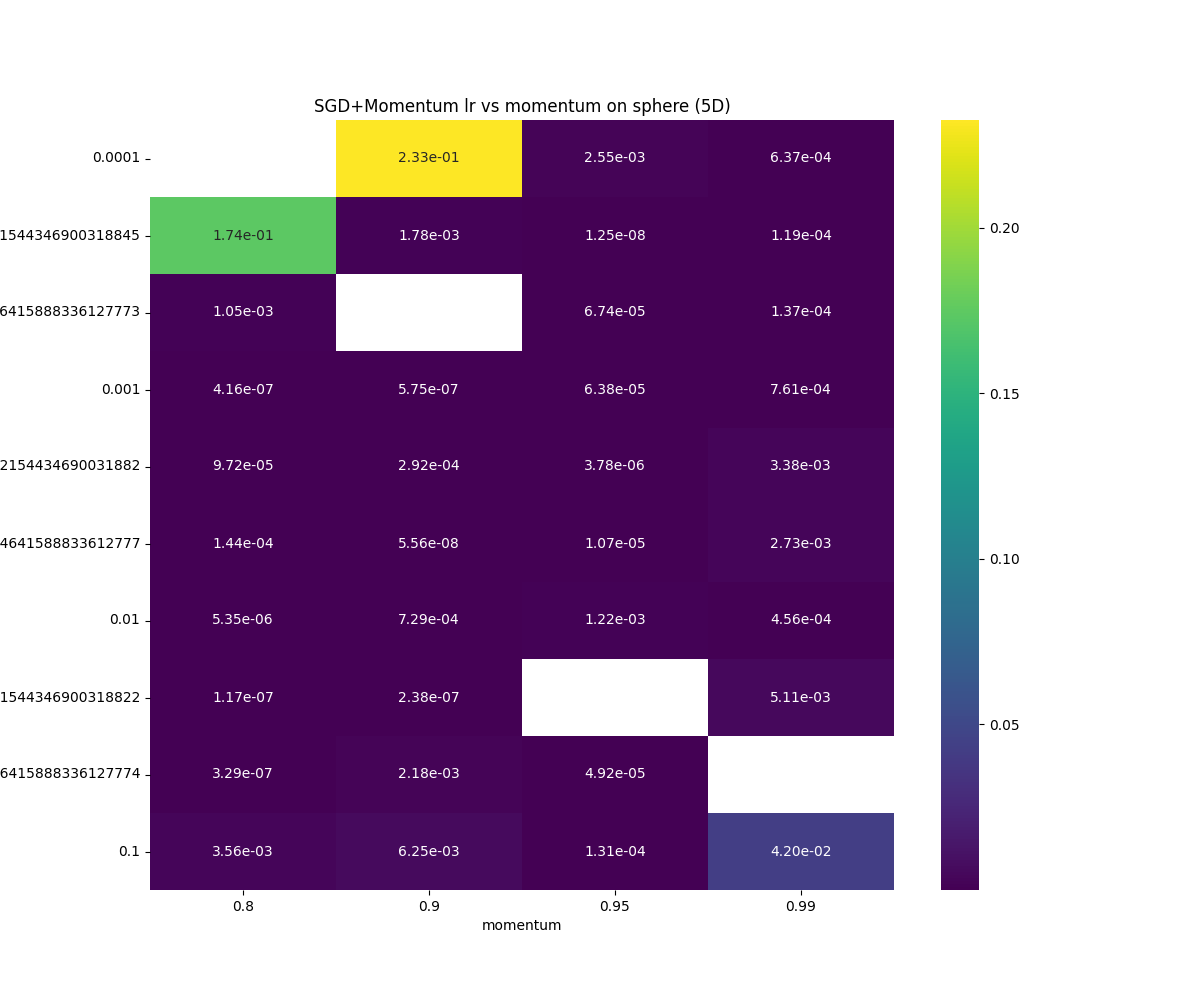 SGD+Momentum lr vs momentum on sphere (5D)
0.0001 2.33e-01 2.55e-03 6.37e-04
1544346900318845 1.74e-01 1.78e-03 1.25e-08 1.19e-04
6415888336127773 1.05e-03 6.74e-05 1.37e-04
0.001 4.16e-07 5.75e-07 6.38e-05 7.61e-04
2154434690031882 9.72e-05 2.92e-04 3.78e-06 3.38e-03
4641588833612777 1.44e-04 5.56e-08 1.07e-05 2.73e-03
0.01 5.35e-06 7.29e-04 1.22e-03 4.56e-04
1544346900318822 1.17e-07 2.38e-07 5.11e-03
6415888336127774 3.29e-07 2.18e-03 4.92e-05
0.1 3.56e-03 6.25e-03 1.31e-04 4.20e-02
0.8 0.9 0.95 0.99
momentum
0.20
0.15
0.10
0.05